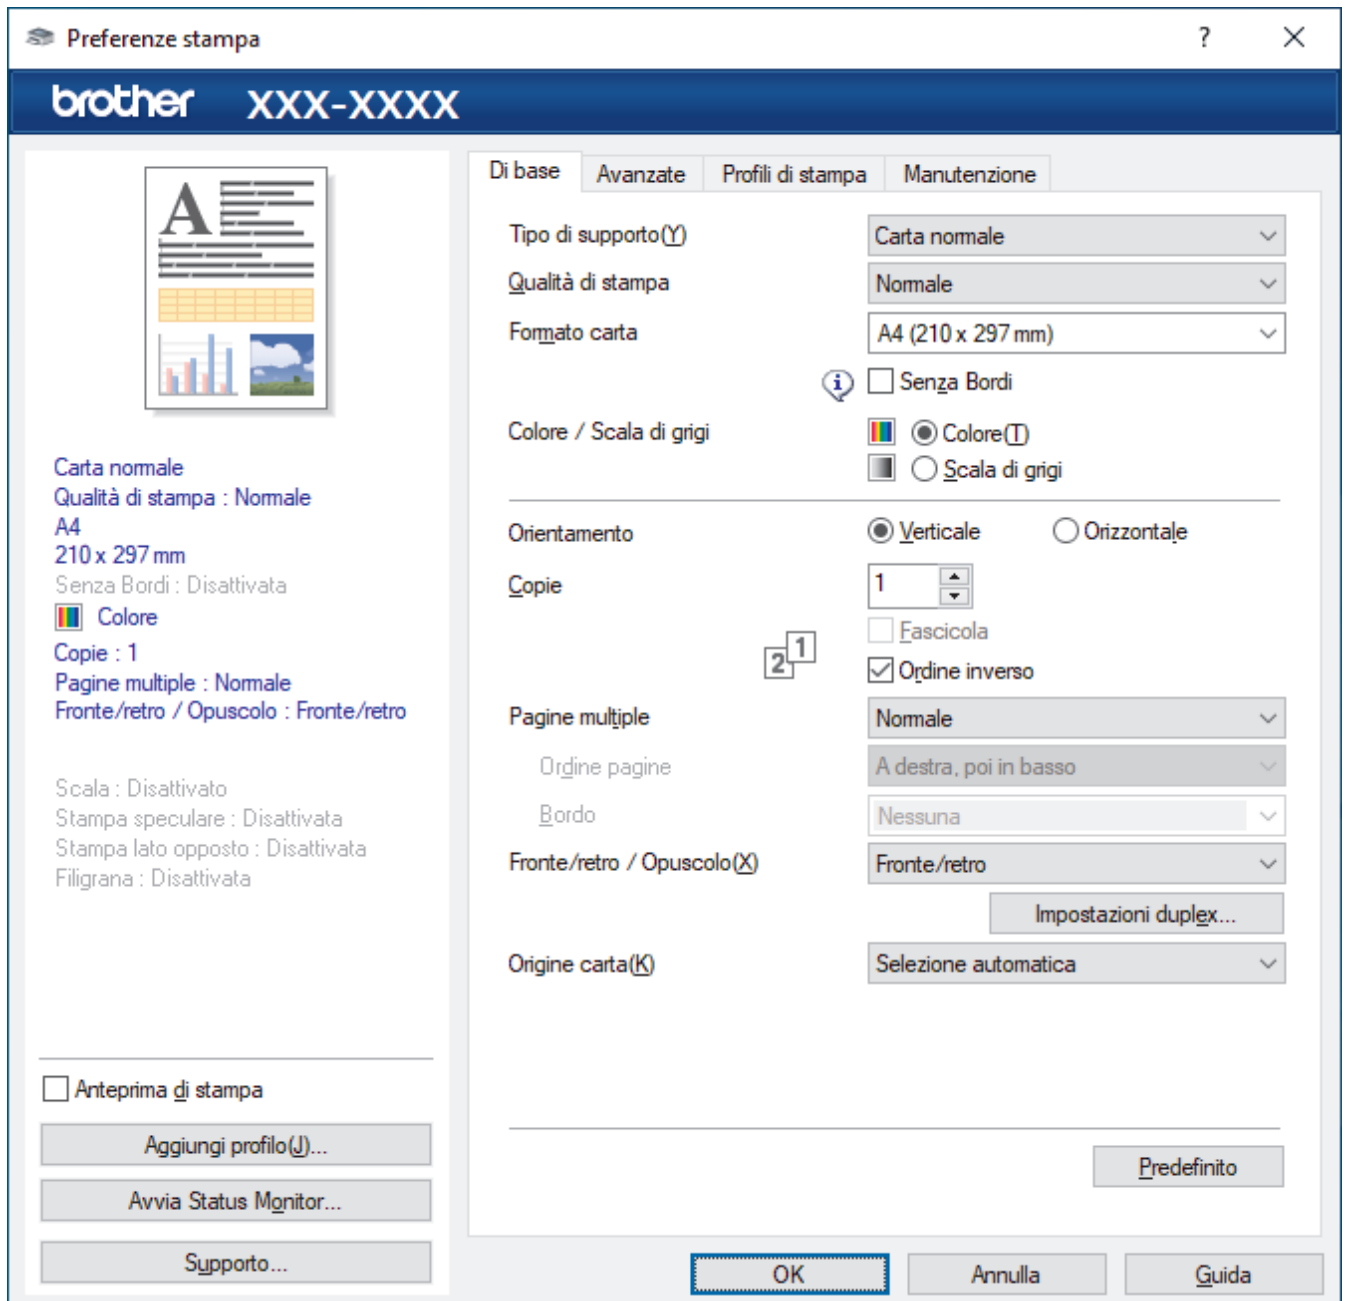 Preferenze stampa
brother XXX-XXXX
A
Carta normale
Qualità di stampa : Normale
A4
210 x 297 mm
Senza Bordi : Disattivata
Colore
Copie : 1
Pagine multiple : Normale
Fronte/retro / Opuscolo : Fronte/retro
Scala : Disattivato
Stampa speculare : Disattivata
Stampa lato opposto : Disattivata
Filigrana : Disattivata
Anteprima di stampa
Aggiungi profilo(J)...
Avvia Status Monitor...
Supporto...
Di base Avanzate Profili di stampa Manutenzione
Tipo di supporto(Y) Carta normale
Qualità di stampa Normale
Formato carta A4 (210 x 297 mm)
Senza Bordi
Colore / Scala di grigi Colore(T)
Scala di grigi
Orientamento Verticale Orizzontale
Copie 1
Fascicola
2 1 Ordine inverso
Pagine multiple Normale
Ordine pagine A destra, poi in basso
Bordo Nessuna
Fronte/retro / Opuscolo(X) Fronte/retro
Impostazioni duplex...
Origine carta(K) Selezione automatica
Predefinito
OK Annulla Guida